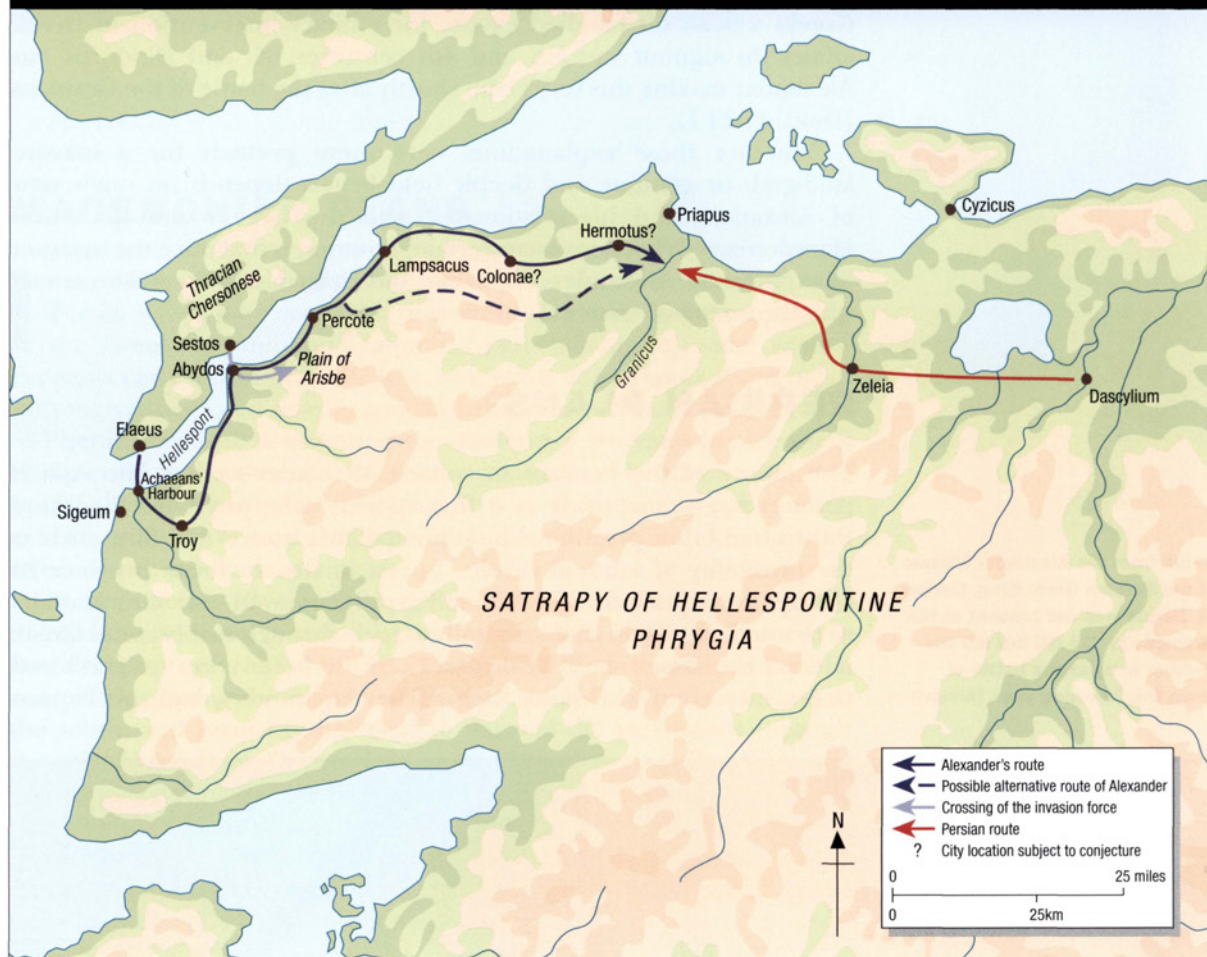 Priapus
Cyzicus
Hermotus?
Lampsacus
Colonae?
Thracian
Chersonese
Percote
Sestos
Abydos
Plain of
Arisbe
Granicus
Zeleia
Dascylium
Elaeus
Hellespont
Achaeans'
Harbour
Sigeum
Troy
SATRAPY OF HELLESPONTINE
PHRYGIA
N
Alexander's route
Possible alternative route of Alexander
Crossing of the invasion force
Persian route
? City location subject to conjecture
0 25 miles
0 25km